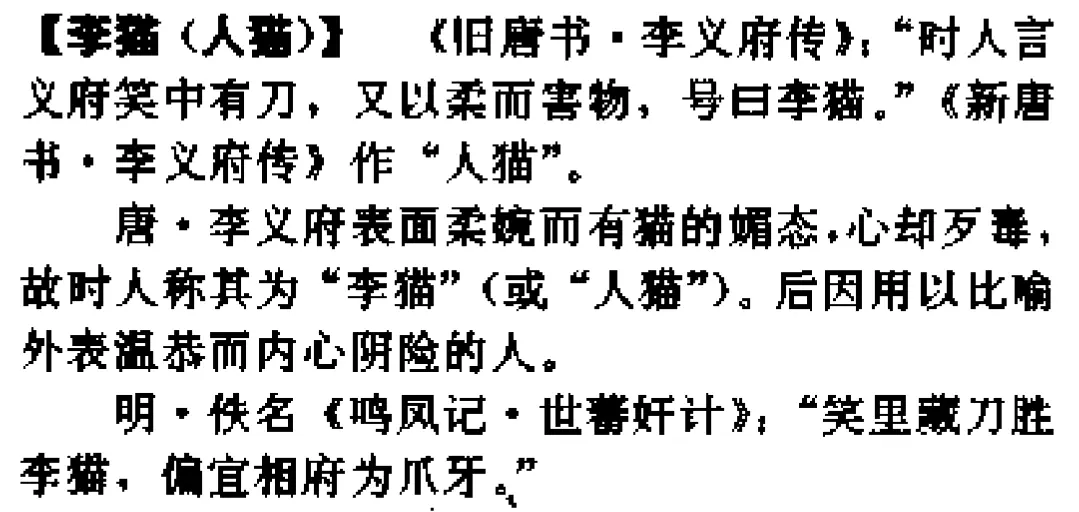 【李猫（人猫）】　《旧唐书·李义府传》：“时人言
义府笑中有刀，又以柔而害物，号曰李猫。”《新唐
书·李义府传》作“人猫”。
唐·李义府表面柔婉而有猫的媚态，心却歹毒，
故时人称其为“李猫”（或“人猫”）。后因用以比喻
外表温恭而内心阴险的人。
明·佚名《鸣凤记·世蕃奸计》：“笑里藏刀胜
李猫，偏宜相府为爪牙。”